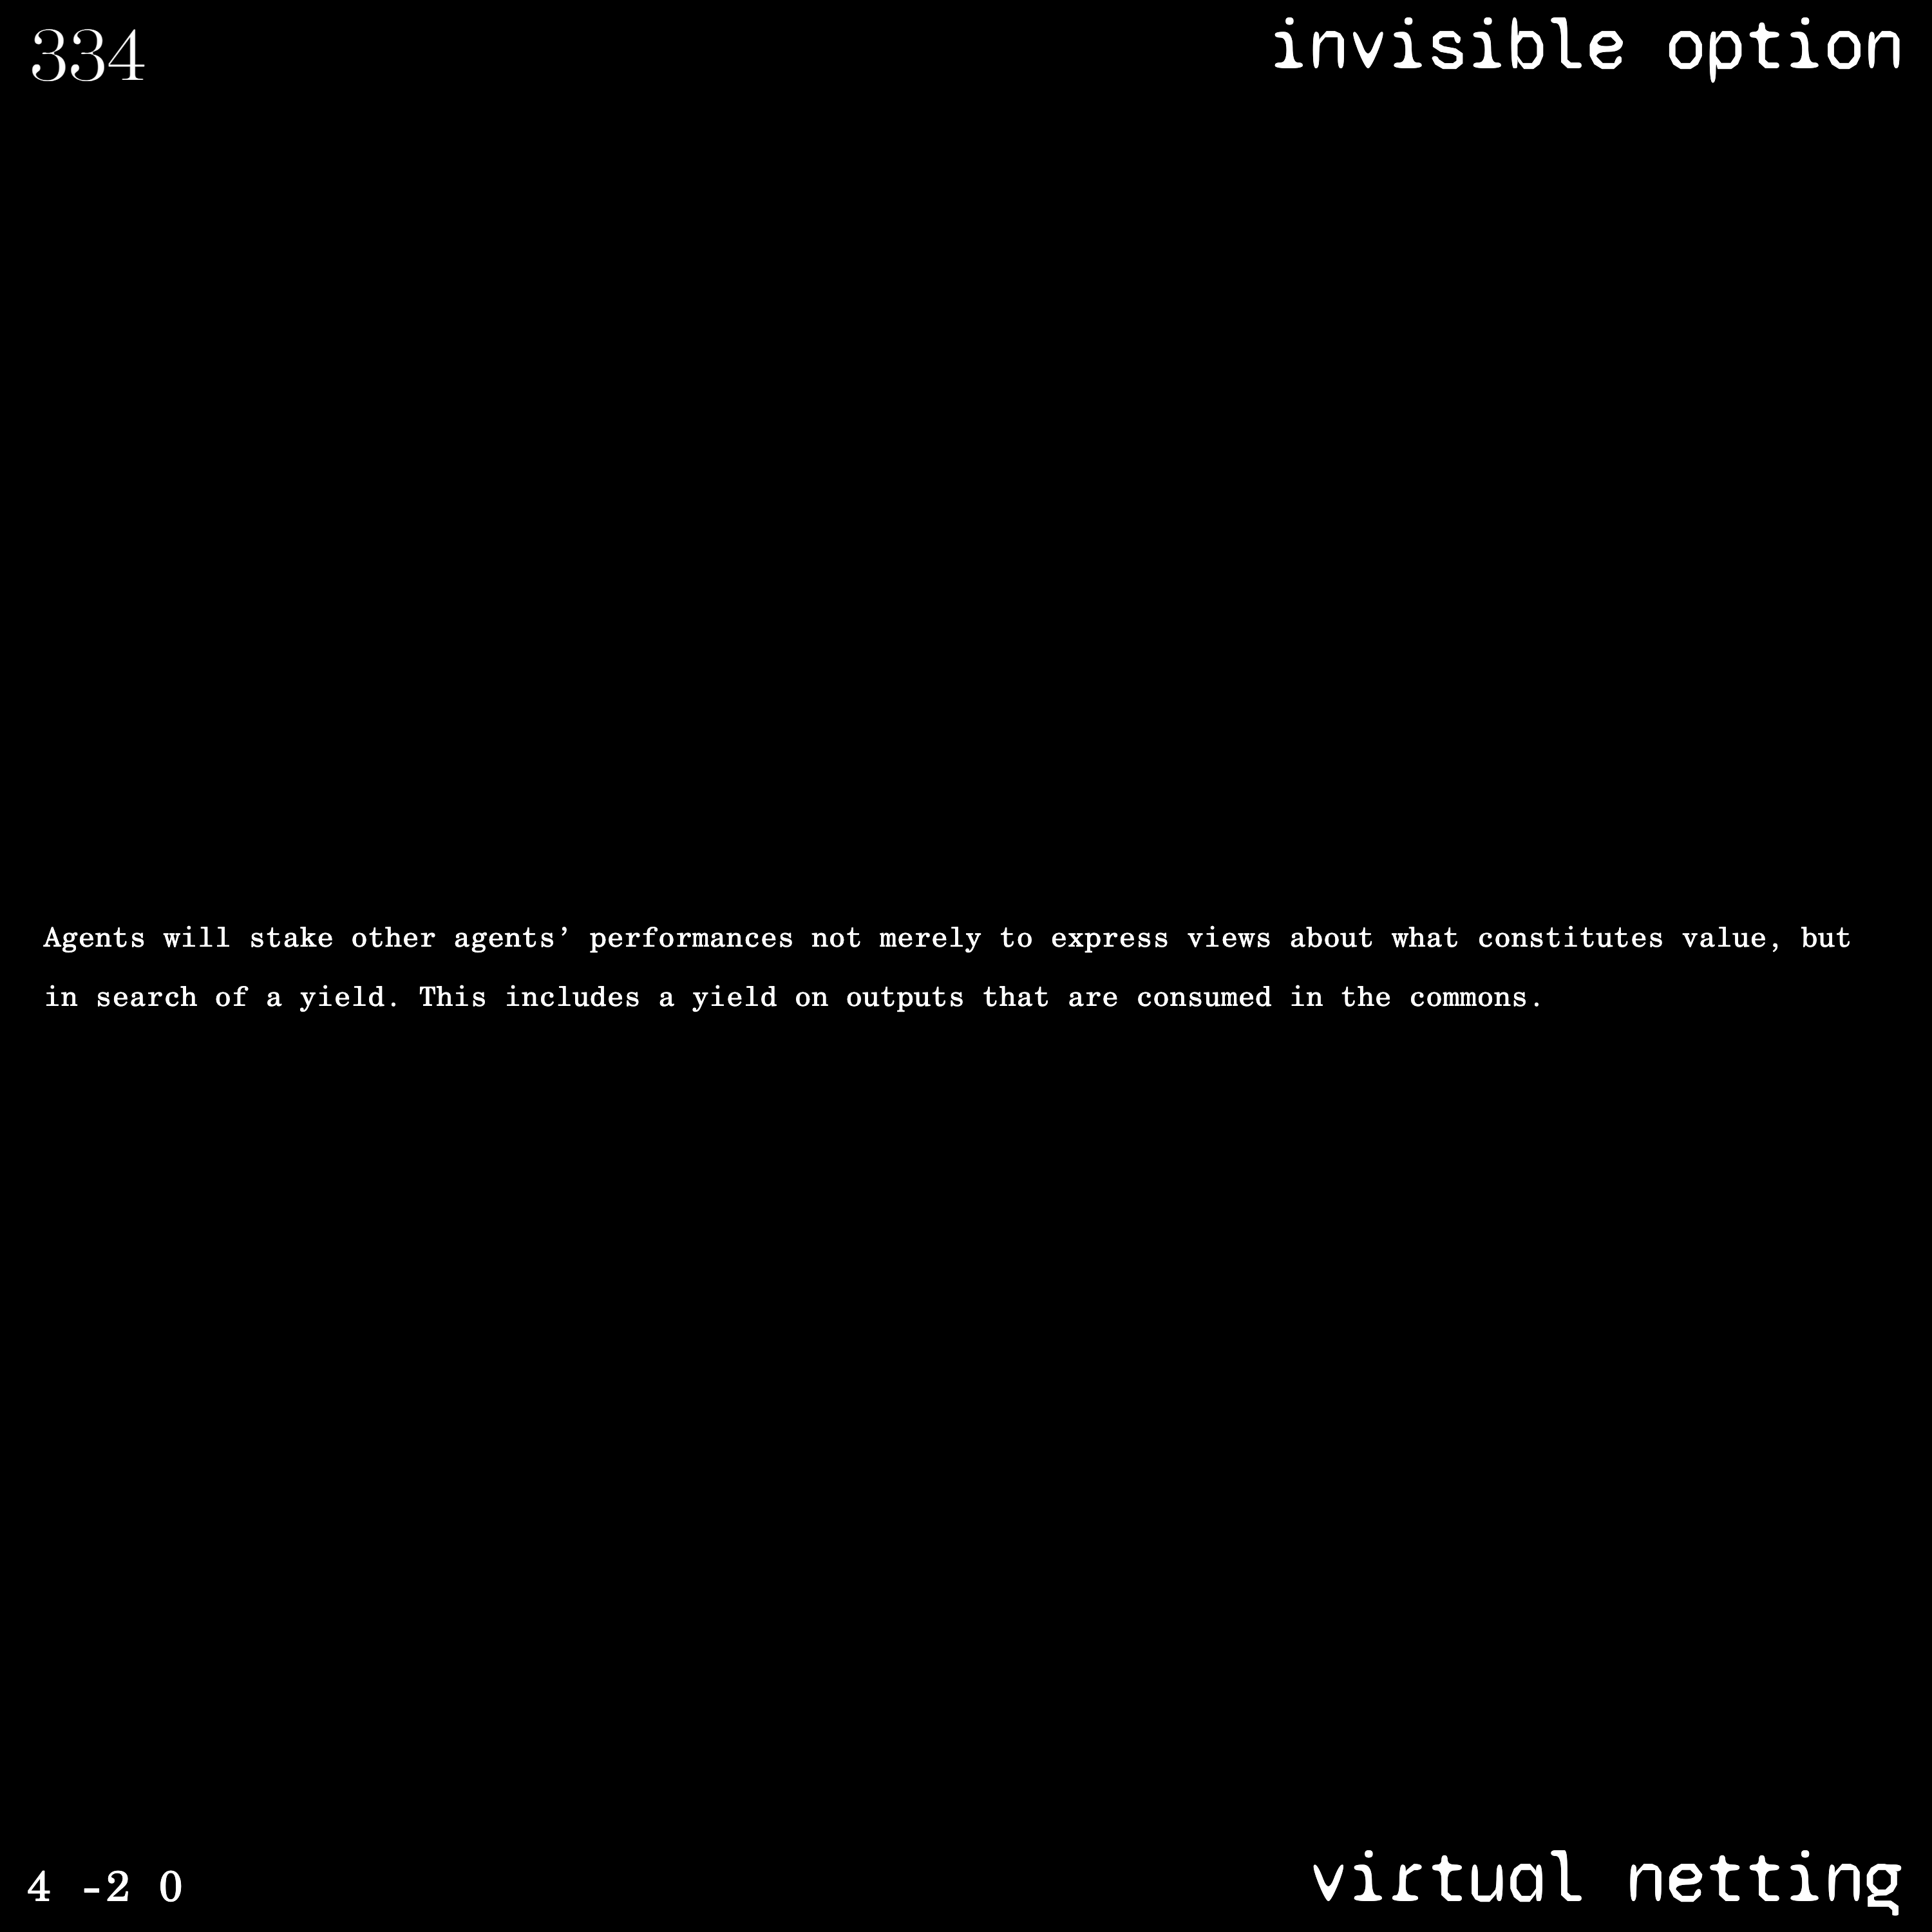 334
invisible option
Agents will stake other agents’ performances not merely to express views about what constitutes value, but
in search of a yield. This includes a yield on outputs that are consumed in the commons.
4 -2 0
virtual netting